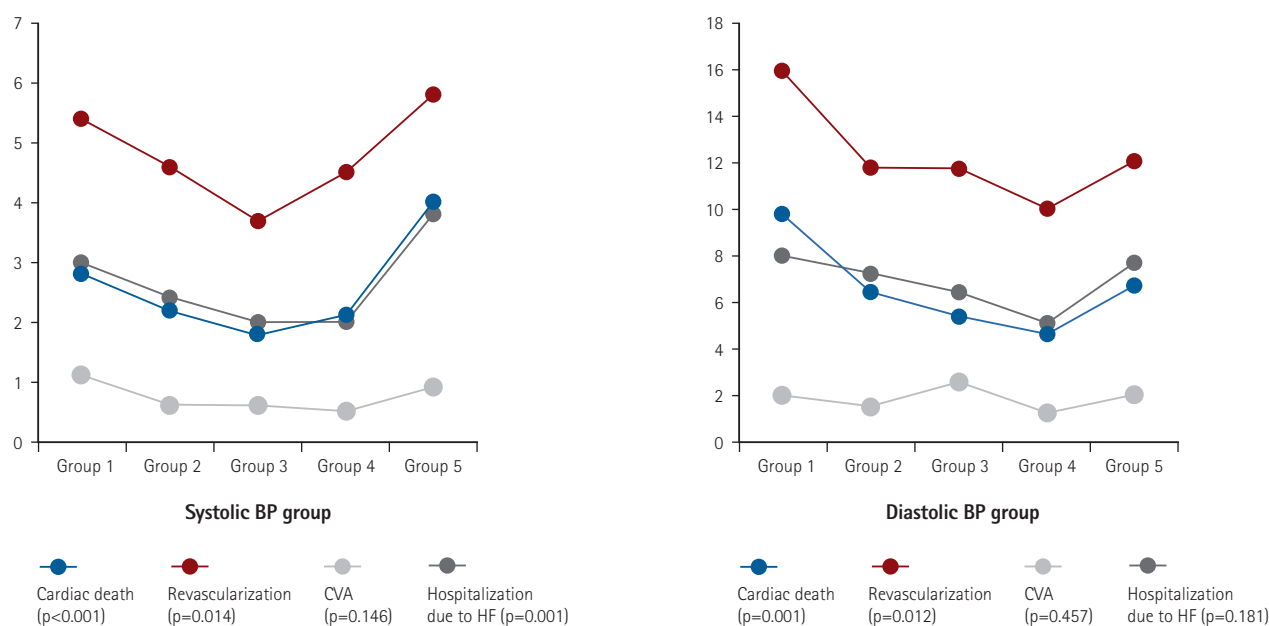 7
6
5
4
3
2
1
0
Group 1 Group 2 Group 3 Group 4 Group 5
Systolic BP group
Cardiac death Revascularization CVA Hospitalization
(p<0.001) (p=0.014) (p=0.146) due to HF (p=0.001)
18
16
14
12
10
8
6
4
2
0
Group 1 Group 2 Group 3 Group 4 Group 5
Diastolic BP group
Cardiac death Revascularization CVA Hospitalization
(p=0.001) (p=0.012) (p=0.457) due to HF (p=0.181)